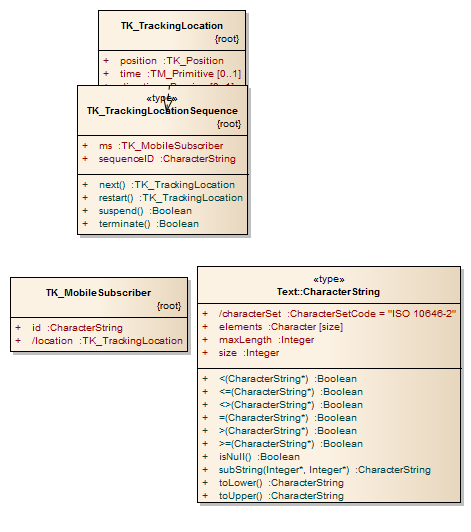 TK_TrackingLocation
{root}
+ position :TK_Position
+ time :TM_Primitive [0..1]
«type»
TK_TrackingLocationSequence
{root}
+ ms :TK_MobileSubscriber
+ sequenceID :CharacterString
+ next() :TK_TrackingLocation
+ restart() :TK_TrackingLocation
+ suspend() :Boolean
+ terminate() :Boolean
TK_MobileSubscriber
{root}
+ id :CharacterString
+ /location :TK_TrackingLocation
«type»
Text::CharacterString
+ /characterSet :CharacterSetCode = "ISO 10646-2"
+ elements :Character [size]
+ maxLength :Integer
+ size :Integer
+ <(CharacterString*) :Boolean
+ <=(CharacterString*) :Boolean
+ <>(CharacterString*) :Boolean
+ =(CharacterString*) :Boolean
+ >(CharacterString*) :Boolean
+ >=(CharacterString*) :Boolean
+ isNull() :Boolean
+ subString(Integer*, Integer*) :CharacterString
+ toLower() :CharacterString
+ toUpper() :CharacterString